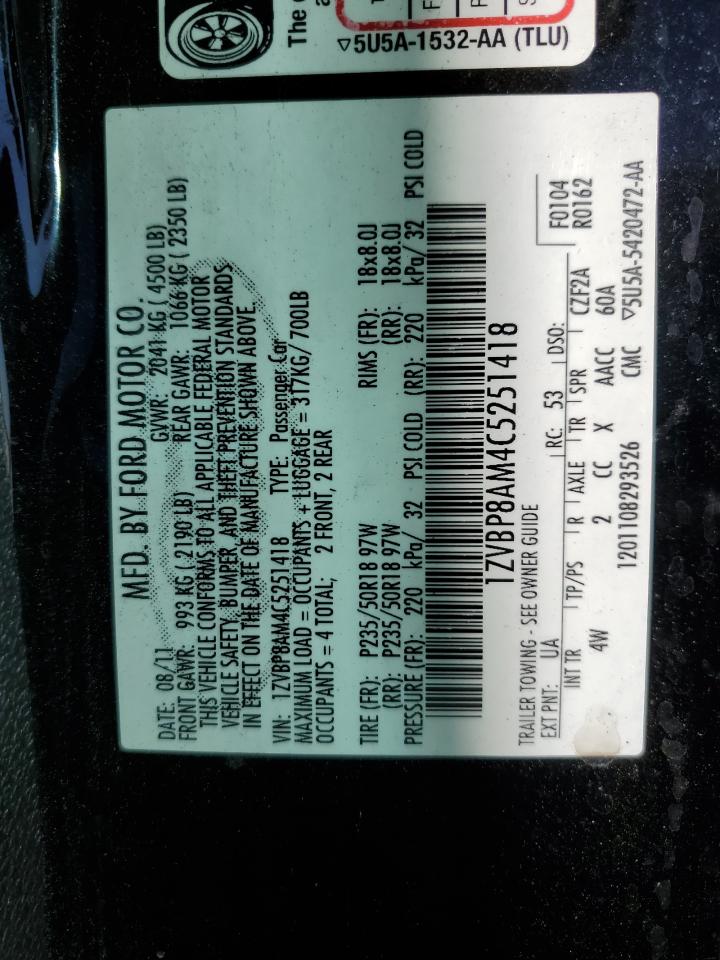 The
▽5U5A-1532-AA (TLU)
MFD. BY FORD MOTOR CO.
DATE: 08/11 GVWR: 2041 KG ( 4500 LB)
FRONT GAWR: 993 KG ( 2190 LB) REAR GAWR: 1066 KG ( 2350 LB)
THIS VEHICLE CONFORMS TO ALL APPLICABLE FEDERAL MOTOR
VEHICLE SAFETY, BUMPER, AND THEFT PREVENTION STANDARDS
IN EFFECT ON THE DATE OF MANUFACTURE SHOWN ABOVE.
VIN: 1ZVBP8AM4C5251418 TYPE: Passenger Car
MAXIMUM LOAD = OCCUPANTS + LUGGAGE = 317KG/ 700LB
OCCUPANTS = 4 TOTAL; 2 FRONT, 2 REAR
TIRE (FR): P235/50R18 97W RIMS (FR): 18x8.0J
(RR): P235/50R18 97W (RR): 18x8.0J
PRESSURE (FR): 220 kPa/ 32 PSI COLD (RR): 220 kPa/ 32 PSI COLD
1ZVBP8AM4C5251418
TRAILER TOWING - SEE OWNER GUIDE
F0104
R0162
EXT PNT: UA RC: 53 DSO:
INT TR TP/PS R AXLE TR SPR CZF2A
4W 2 CC X AACC 60A
1201108293526 CMC ▽5U5A-5420472-AA